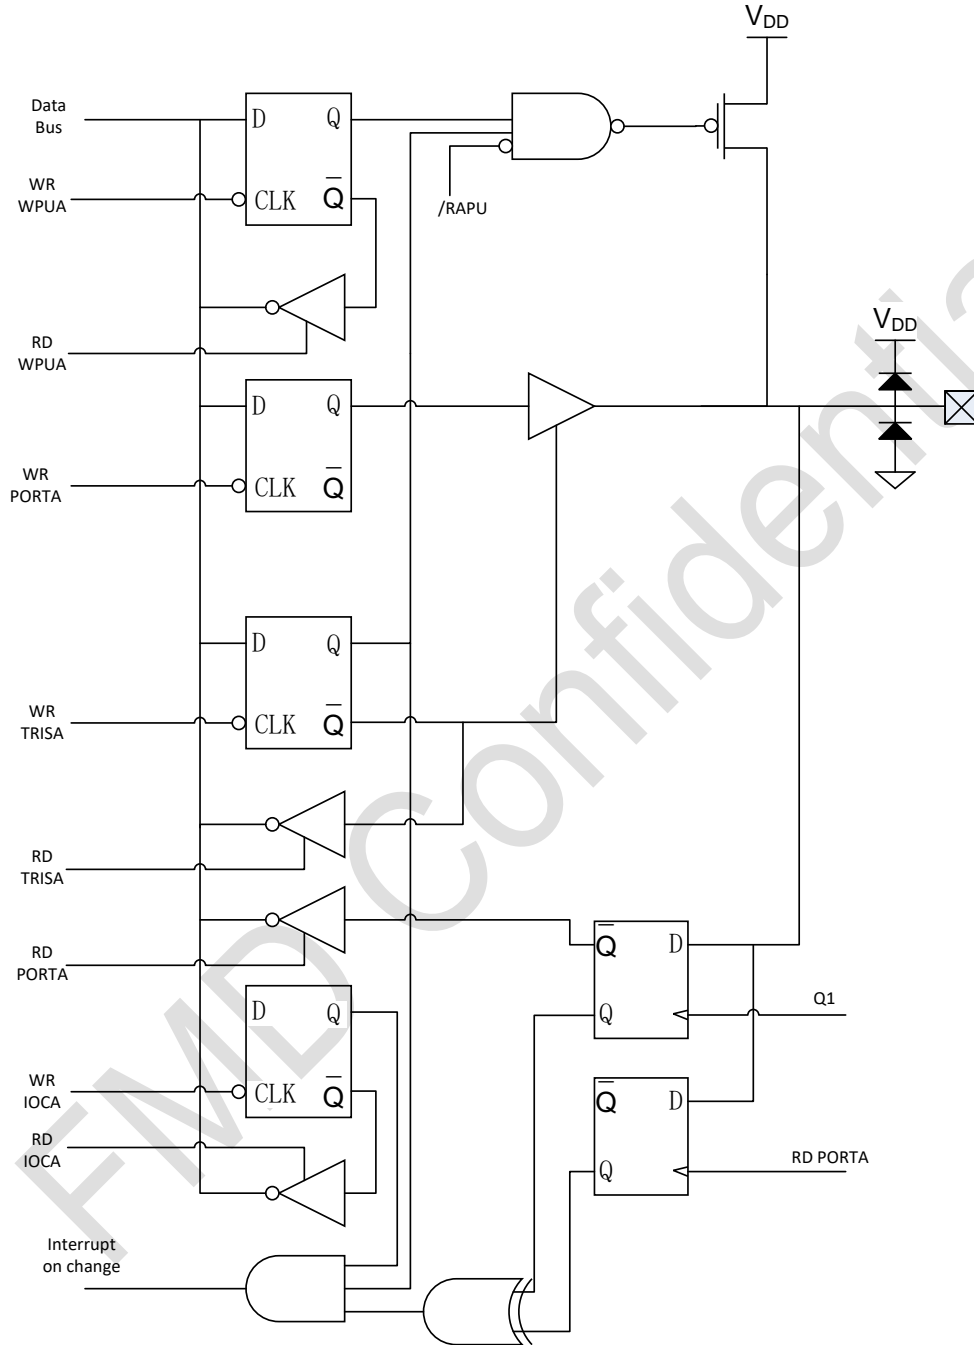 VDD
Data
Bus
D
Q
WR
WPUA
CLK
Q
/RAPU
RD
WPUA
VDD
D
Q
WR
PORTA
CLK
Q
D
Q
WR
TRISA
CLK
Q
RD
TRISA
RD
PORTA
Q
D
Q1
Q
D
Q
WR
IOCA
CLK
Q
Q
D
RD
IOCA
RD PORTA
Q
Interrupt
on change
FMD Confidentia